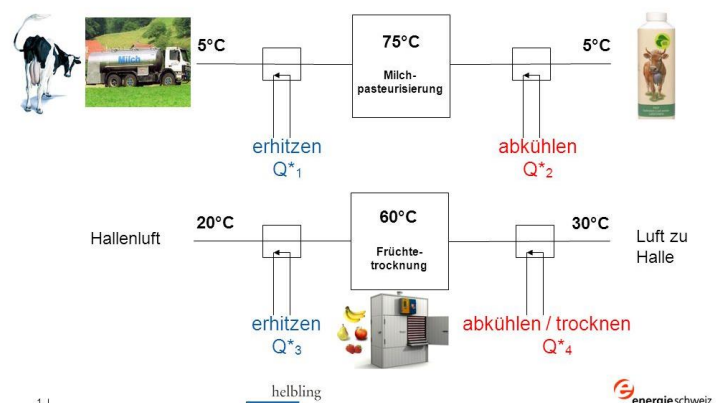 5°C
75°C
5°C
Milch
Milch-
pasteurisierung
erhitzen
Q*1
abkühlen
Q*2
20°C
60°C
30°C
Hallenluft
Früchte-
trocknung
Luft zu
Halle
erhitzen
Q*3
abkühlen / trocknen
Q*4
1 |
helbling
energieschweiz